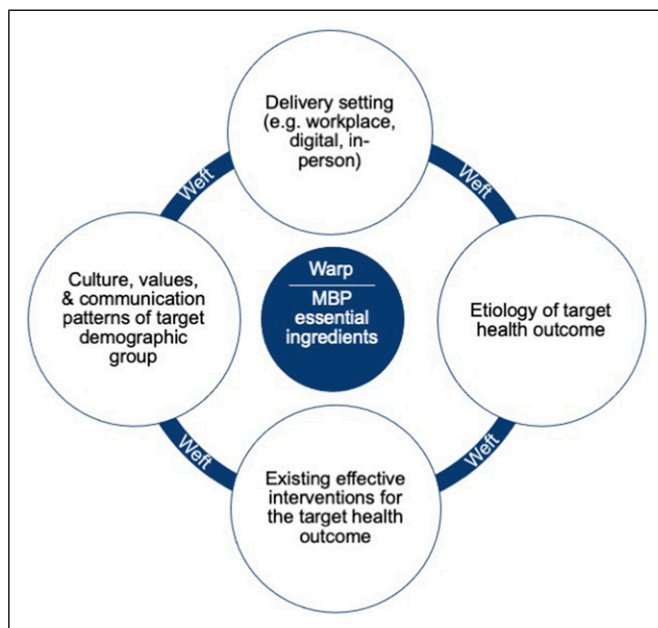 Delivery setting
(e.g. workplace,
digital, in-
person)
Weft
Weft
Culture, values,
& communication
patterns of target
demographic
group
Warp
MBP
essential
ingredients
Etiology of target
health outcome
Weft
Weft
Existing effective
interventions for
the target health
outcome